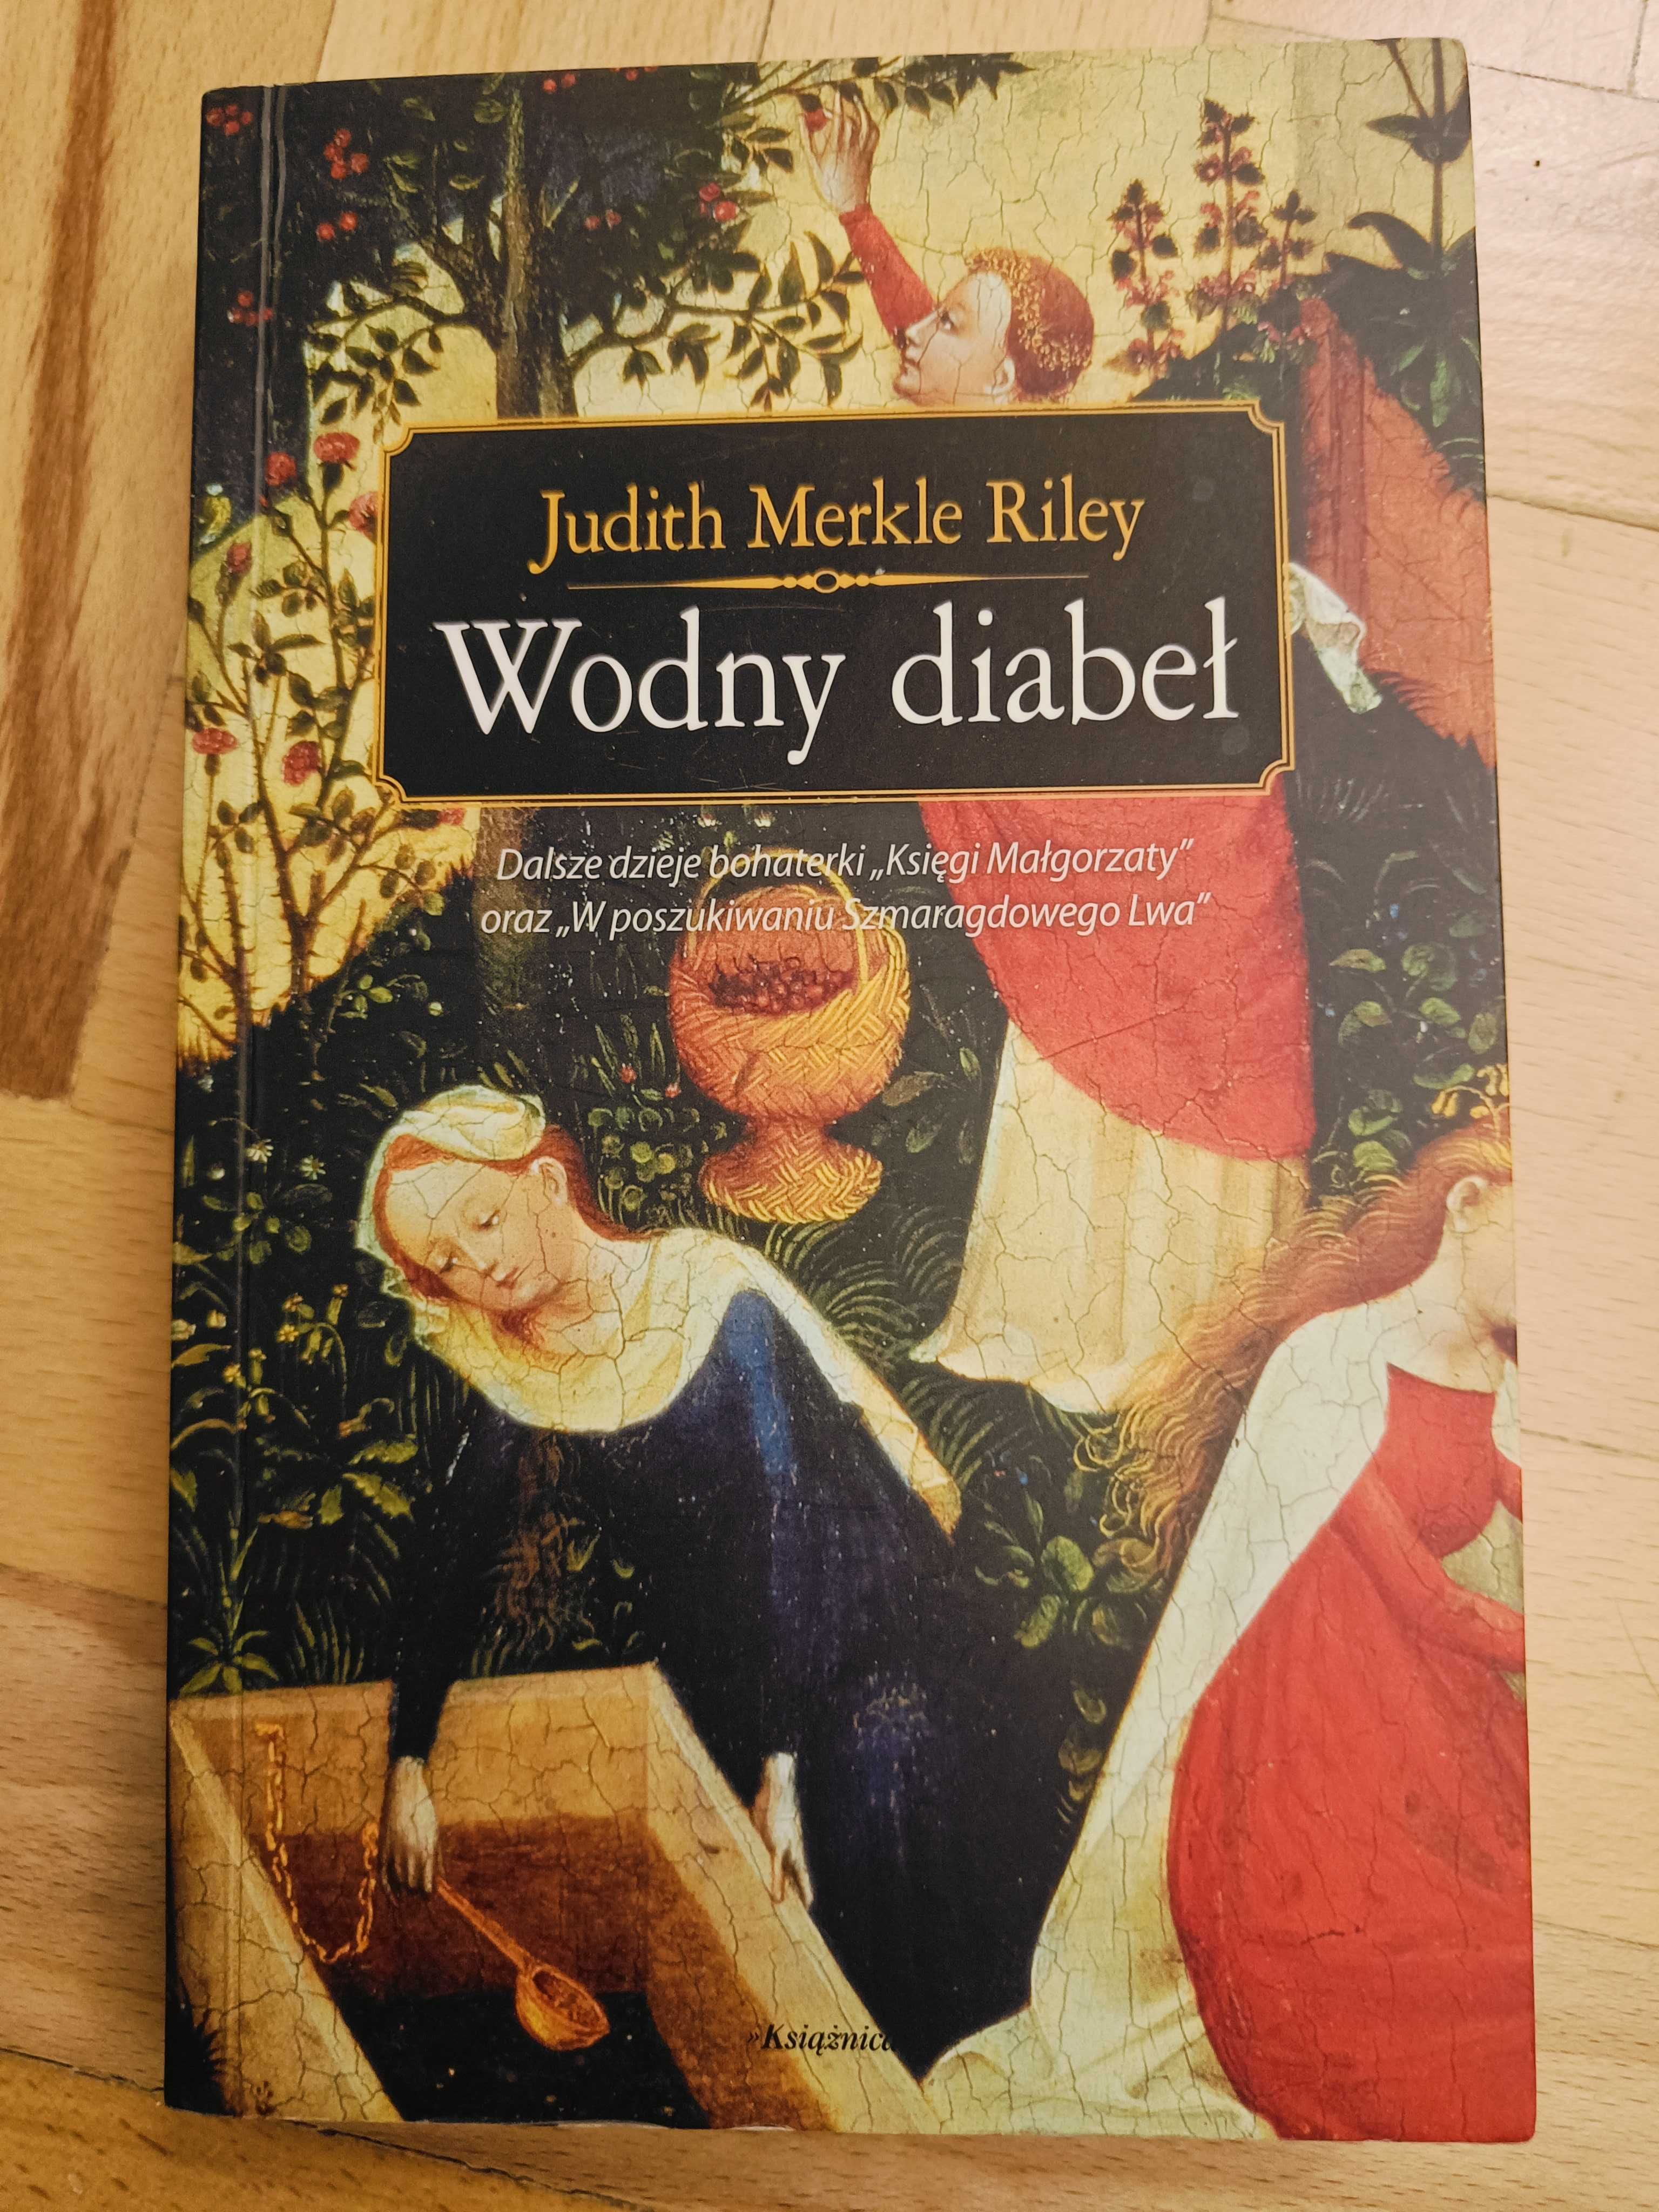 Judith Merkle Riley
Wodny diabeł
Dalsze dzieje bohaterki „Księgi Małgorzaty”
oraz „W poszukiwaniu Szmaragdowego Lwa”
»Książnica